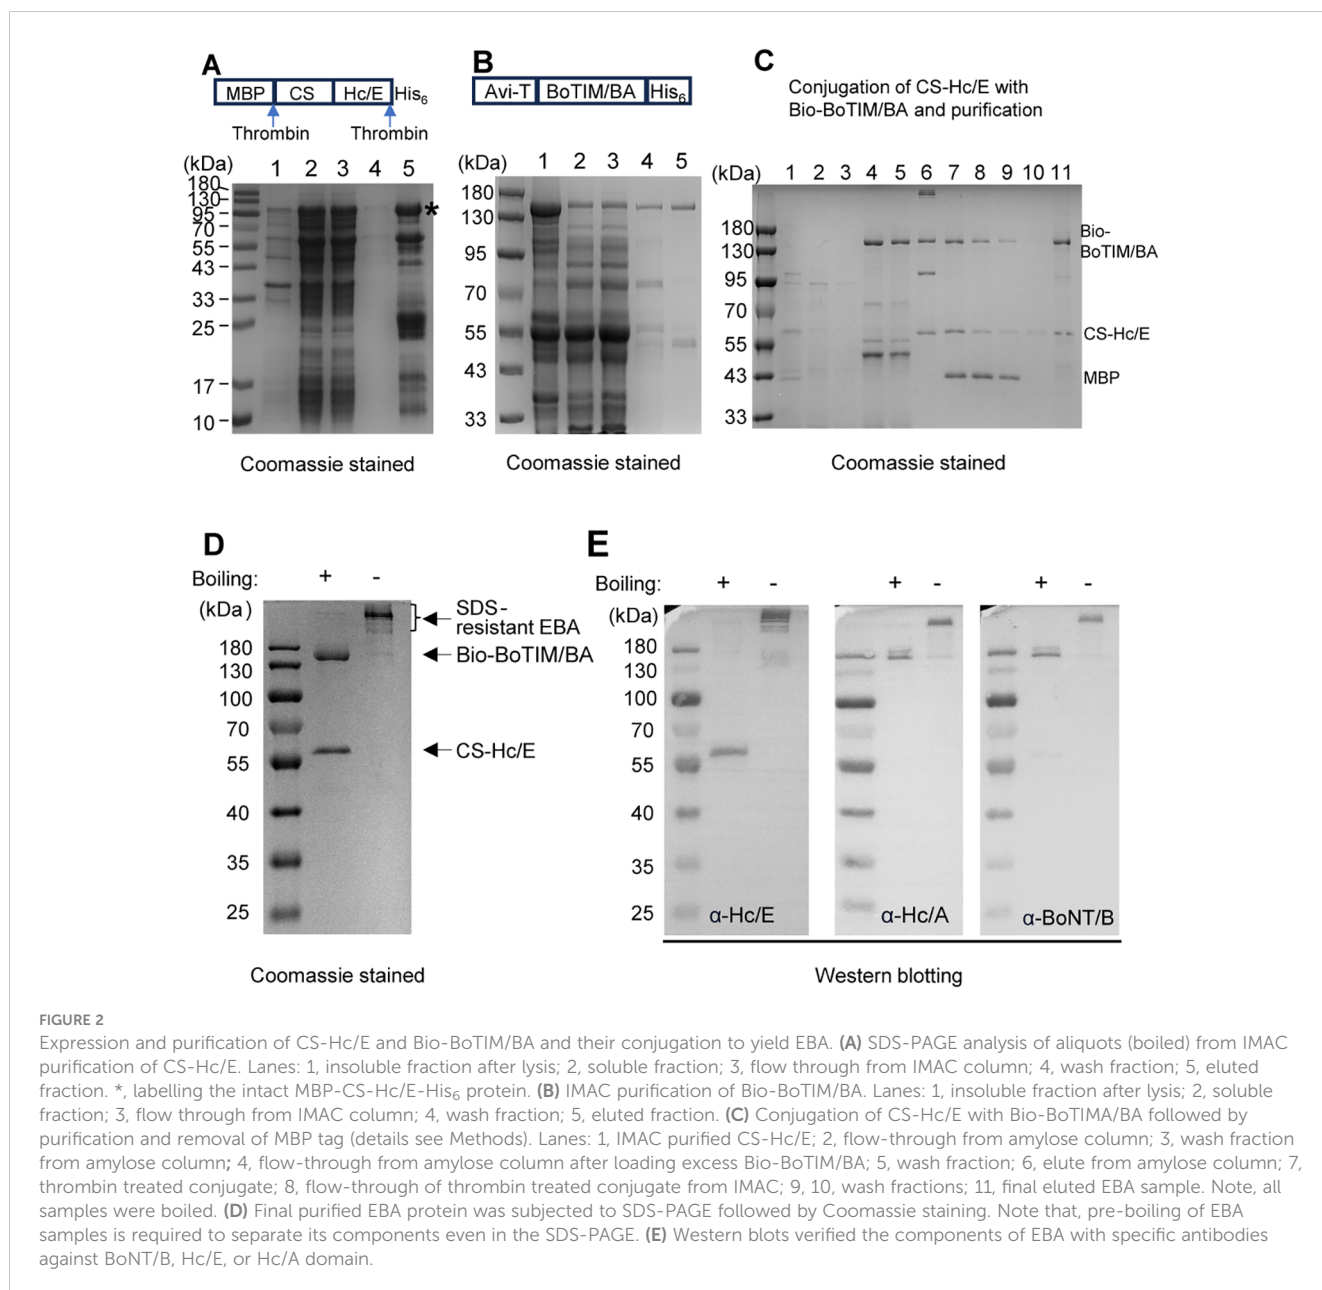 A
MBP CS Hc/E His6
Thrombin Thrombin
(kDa) 1 2 3 4 5
180
130
95
70
55
43
33
25
17
10
*
Coomassie stained
B
Avi-T BoTIM/BA His6
(kDa) 1 2 3 4 5
180
130
95
70
55
43
33
Coomassie stained
C
Conjugation of CS-Hc/E with
Bio-BoTIM/BA and purification
(kDa) 1 2 3 4 5 6 7 8 9 10 11
180
130
95
70
55
43
33
Bio-
BoTIM/BA
CS-Hc/E
MBP
Coomassie stained
D
Boiling: + -
(kDa)
180
130
100
70
55
40
35
25
SDS-
resistant EBA
Bio-BoTIM/BA
CS-Hc/E
Coomassie stained
E
Boiling: + - + - + -
(kDa)
180
130
100
70
55
40
35
25
α-Hc/E α-Hc/A α-BoNT/B
Western blotting
FIGURE 2
Expression and purification of CS-Hc/E and Bio-BoTIM/BA and their conjugation to yield EBA. (A) SDS-PAGE analysis of aliquots (boiled) from IMAC
purification of CS-Hc/E. Lanes: 1, insoluble fraction after lysis; 2, soluble fraction; 3, flow through from IMAC column; 4, wash fraction; 5, eluted
fraction. *, labelling the intact MBP-CS-Hc/E-His6 protein. (B) IMAC purification of Bio-BoTIM/BA. Lanes: 1, insoluble fraction after lysis; 2, soluble
fraction; 3, flow through from IMAC column; 4, wash fraction; 5, eluted fraction. (C) Conjugation of CS-Hc/E with Bio-BoTIMA/BA followed by
purification and removal of MBP tag (details see Methods). Lanes: 1, IMAC purified CS-Hc/E; 2, flow-through from amylose column; 3, wash fraction
from amylose column; 4, flow-through from amylose column after loading excess Bio-BoTIM/BA; 5, wash fraction; 6, elute from amylose column; 7,
thrombin treated conjugate; 8, flow-through of thrombin treated conjugate from IMAC; 9, 10, wash fractions; 11, final eluted EBA sample. Note, all
samples were boiled. (D) Final purified EBA protein was subjected to SDS-PAGE followed by Coomassie staining. Note that, pre-boiling of EBA
samples is required to separate its components even in the SDS-PAGE. (E) Western blots verified the components of EBA with specific antibodies
against BoNT/B, Hc/E, or Hc/A domain.